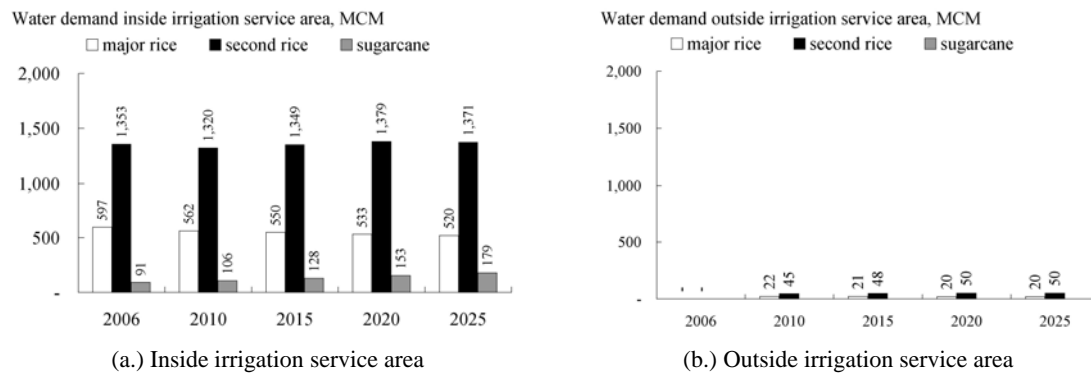 Water demand inside irrigation service area, MCM
major rice second rice sugarcane
2,000
1,500
1,000
500
-
597 1,353 91
562 1,320 106
550 1,349 128
533 1,379 153
520 1,371 179
2006 2010 2015 2020 2025
(a.) Inside irrigation service area
Water demand outside irrigation service area, MCM
major rice second rice sugarcane
2,000
1,500
1,000
500
-
- -
22 45
21 48
20 50
20 50
2006 2010 2015 2020 2025
(b.) Outside irrigation service area